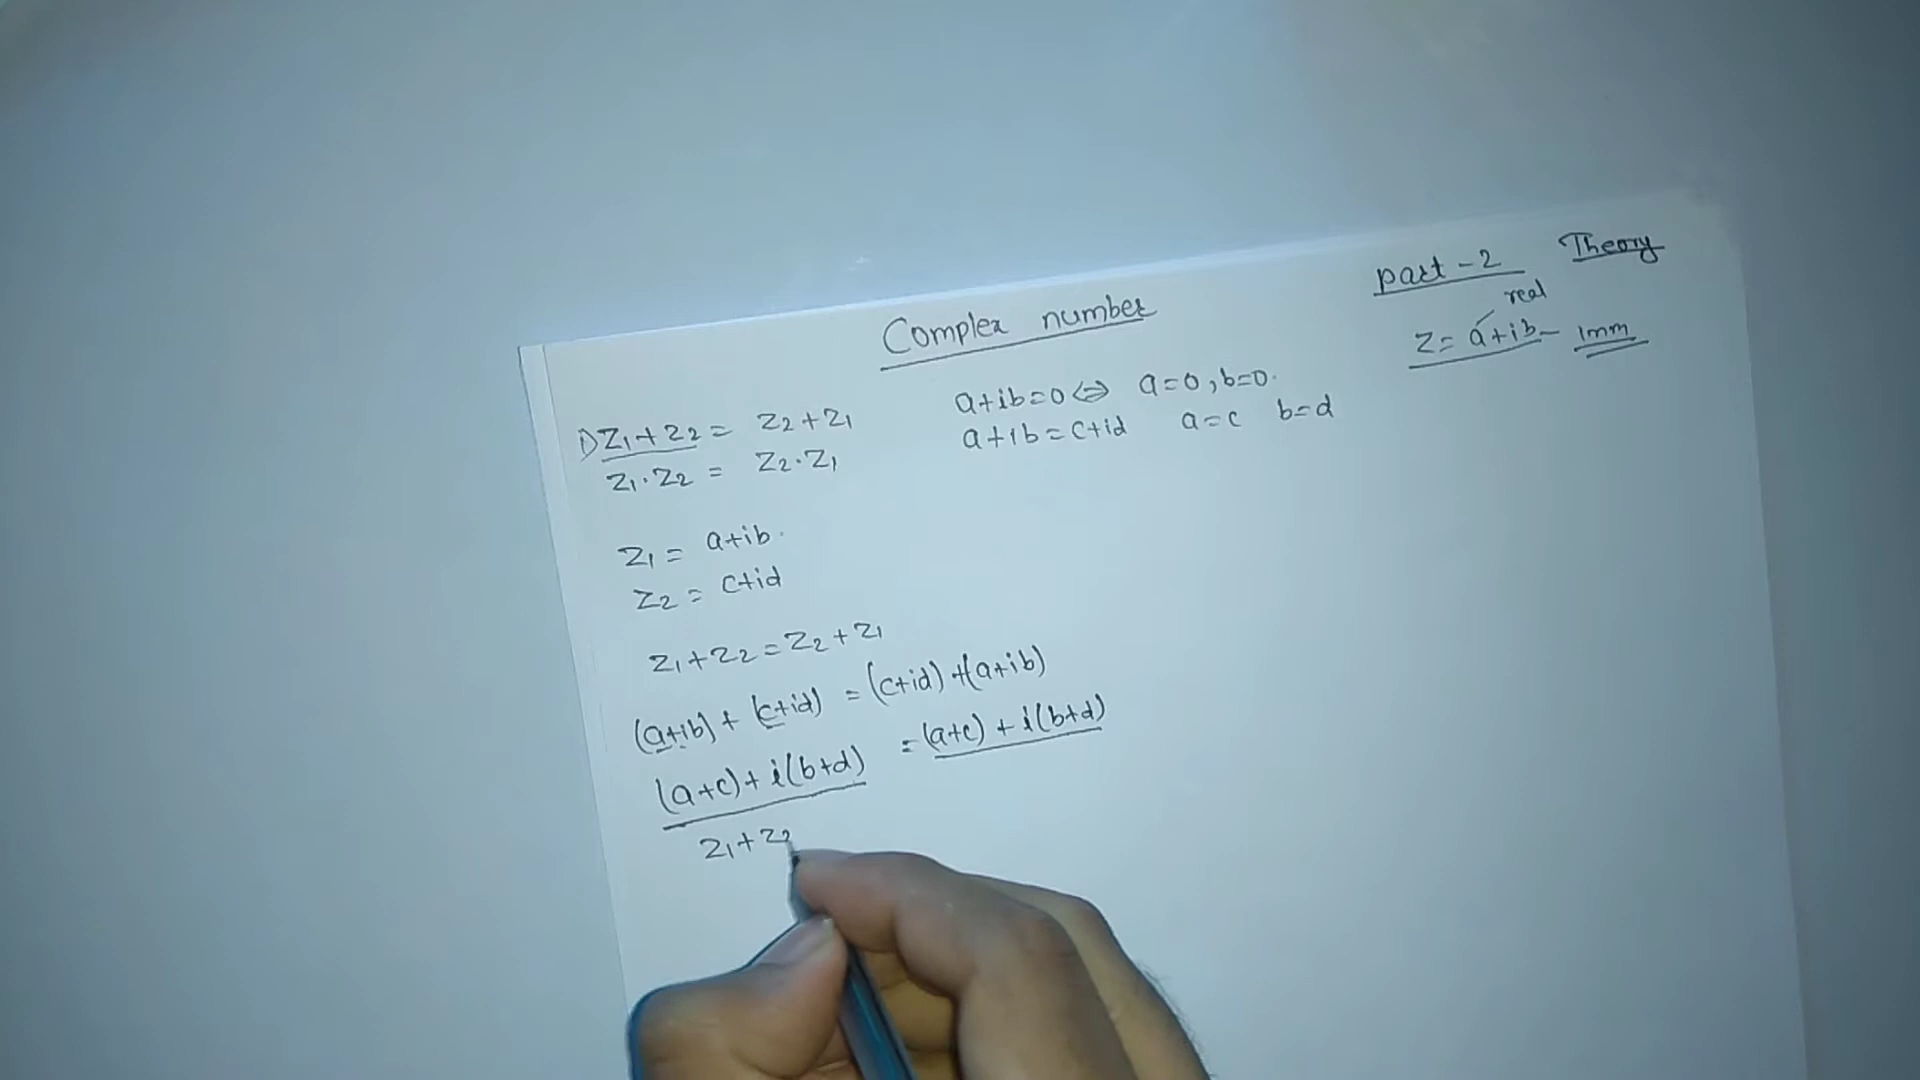 Complex number
part-2 Theory
real
z = a+ib — Imm
1) z₁+z₂ = z₂+z₁
z₁·z₂ = z₂·z₁
a+ib=0 ⇔ a=0, b=0.
a+ib=c+id a=c b=d
z₁ = a+ib.
z₂ = c+id
z₁+z₂=z₂+z₁
(a+ib)+(c+id) = (c+id)+(a+ib)
(a+c)+i(b+d) = (a+c)+i(b+d)
z₁+z₂